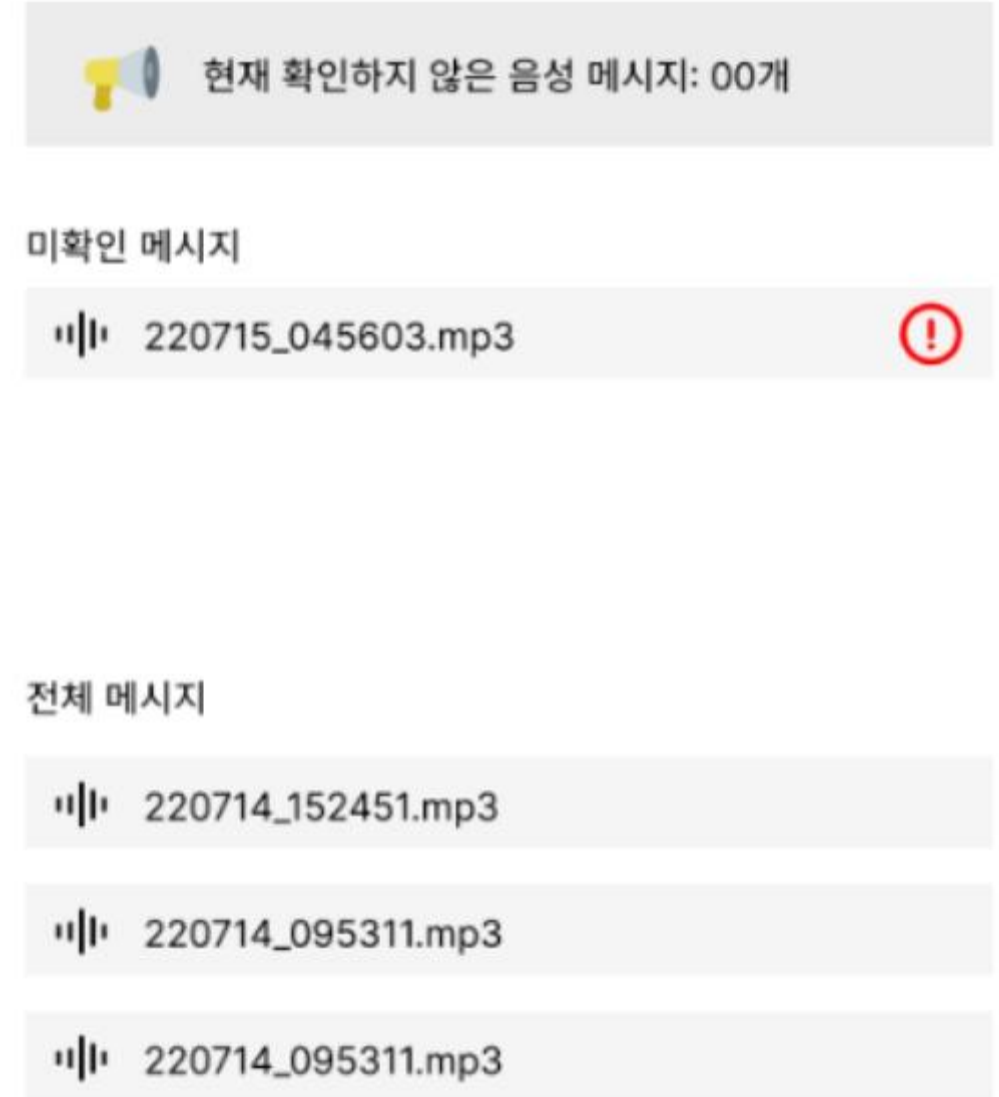 현재 확인하지 않은 음성 메시지: 00개
미확인 메시지
220715_045603.mp3
전체 메시지
220714_152451.mp3
220714_095311.mp3
220714_095311.mp3